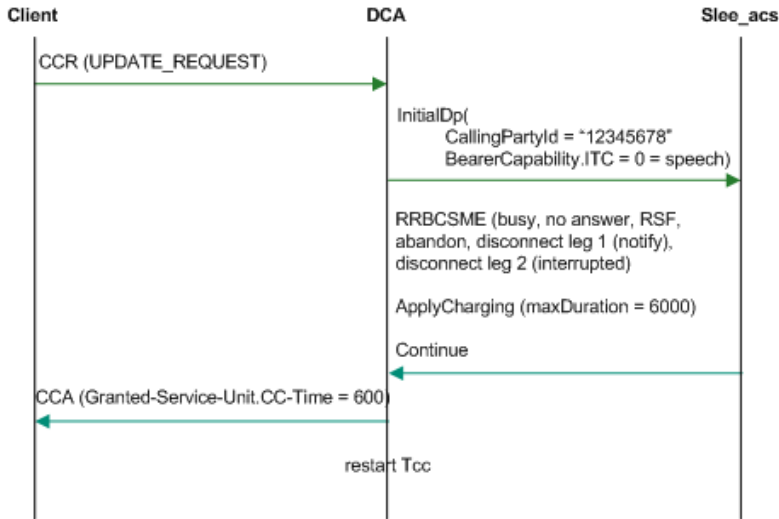 Client DCA Slee_acs
CCR (UPDATE_REQUEST)
InitialDp(
CallingPartyId = “12345678”
BearerCapability.ITC = 0 = speech)
RRBCSME (busy, no answer, RSF,
abandon, disconnect leg 1 (notify),
disconnect leg 2 (interrupted)
ApplyCharging (maxDuration = 6000)
Continue
CCA (Granted-Service-Unit.CC-Time = 600)
restart Tcc